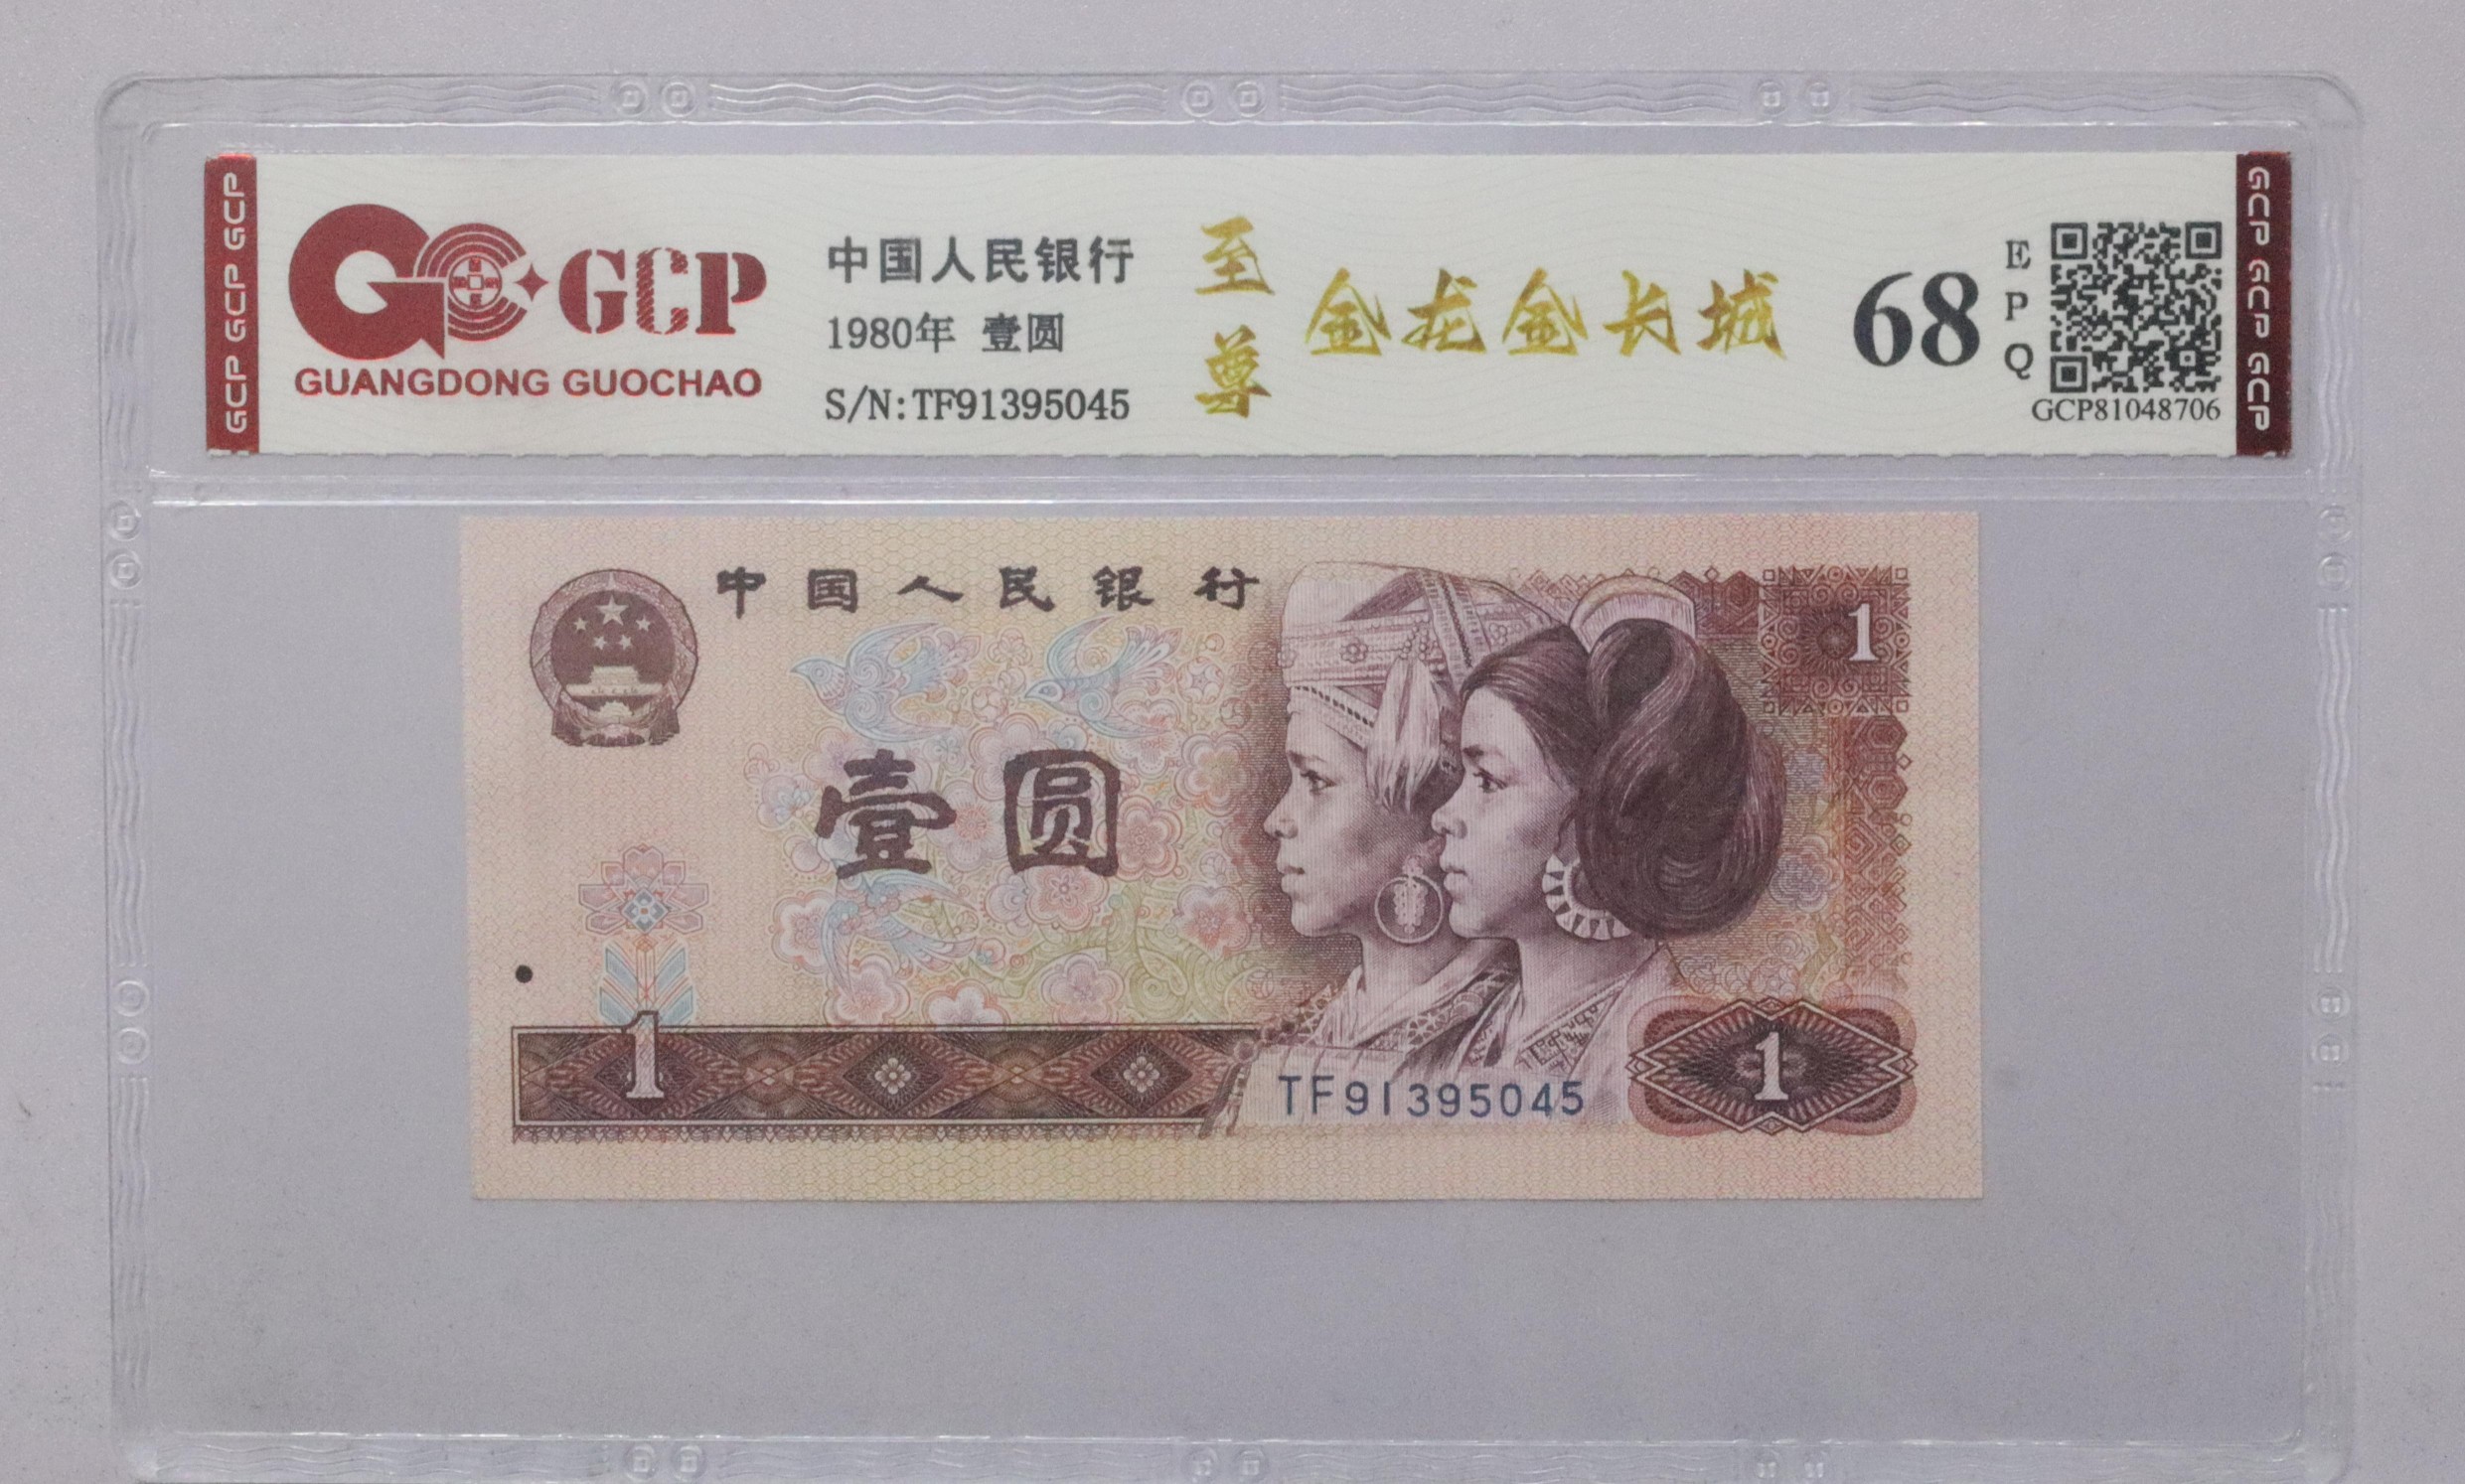 GCP GCP GCP
GCP
GUANGDONG GUOCHAO
中国人民银行
1980年 壹圆
S/N:TF91395045
至尊
金龙金长城
68
EPQ
GCP81048706
GCP GCP GCP
中国人民银行
1
壹圆
1
TF91395045
1